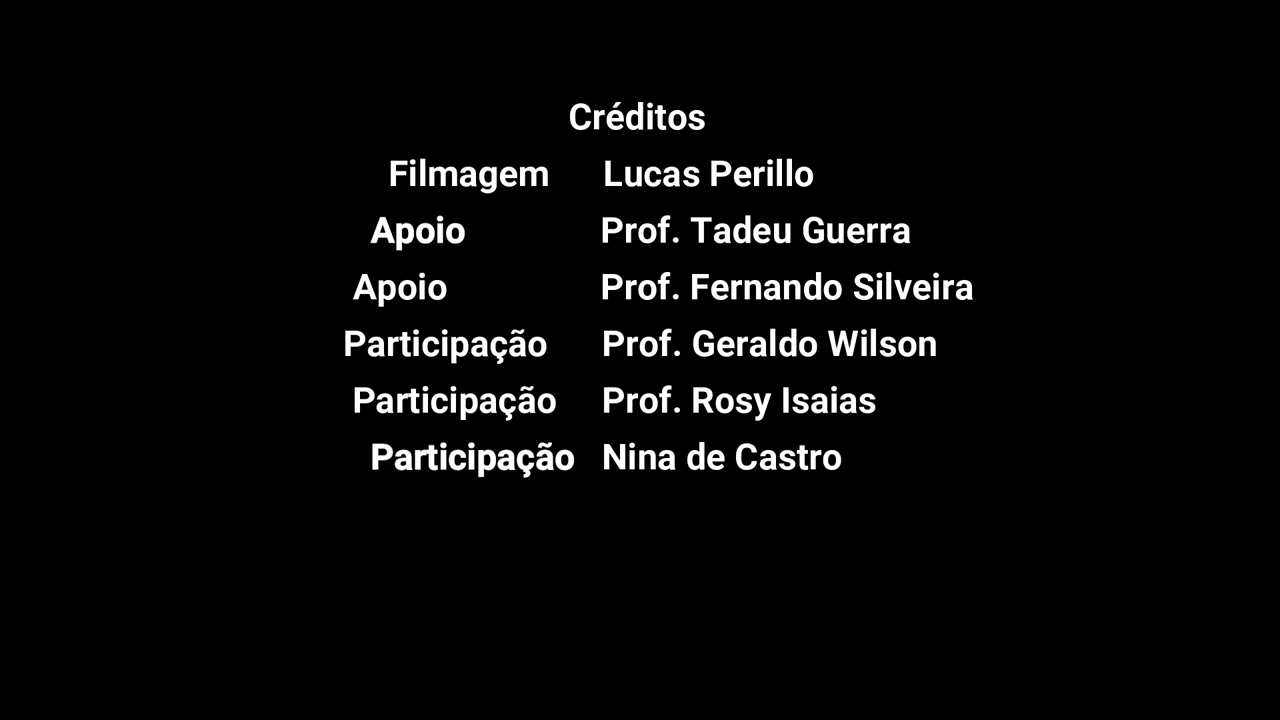 Créditos
Filmagem Lucas Perillo
Apoio Prof. Tadeu Guerra
Apoio Prof. Fernando Silveira
Participação Prof. Geraldo Wilson
Participação Prof. Rosy Isaias
Participação Nina de Castro